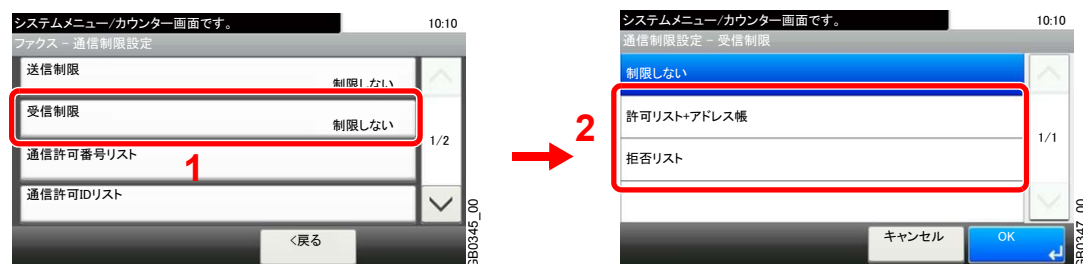 システムメニュー/カウンター画面です。
10:10
ファクス - 通信制限設定
送信制限
制限しない
受信制限
制限しない
通信許可番号リスト
1/2
1
通信許可IDリスト
<戻る
GB0345_00
2
システムメニュー/カウンター画面です。
10:10
通信制限設定 - 受信制限
制限しない
許可リスト+アドレス帳
1/1
拒否リスト
キャンセル
OK
GB0347_00